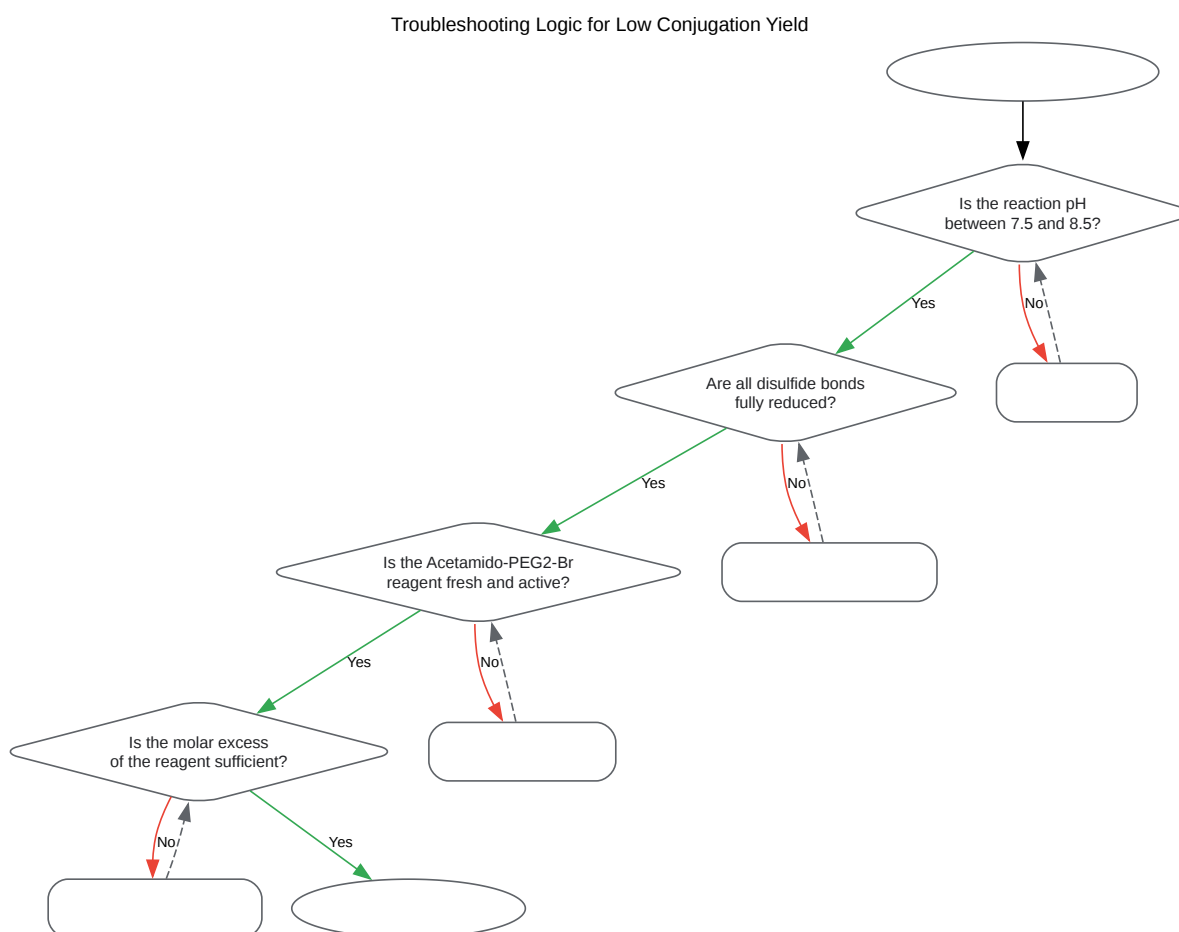 Troubleshooting Logic for Low Conjugation Yield
Is the reaction pH
between 7.5 and 8.5?
Yes
No
Are all disulfide bonds
fully reduced?
Yes
No
Is the Acetamido-PEG2-Br
reagent fresh and active?
Yes
No
Is the molar excess
of the reagent sufficient?
No
Yes